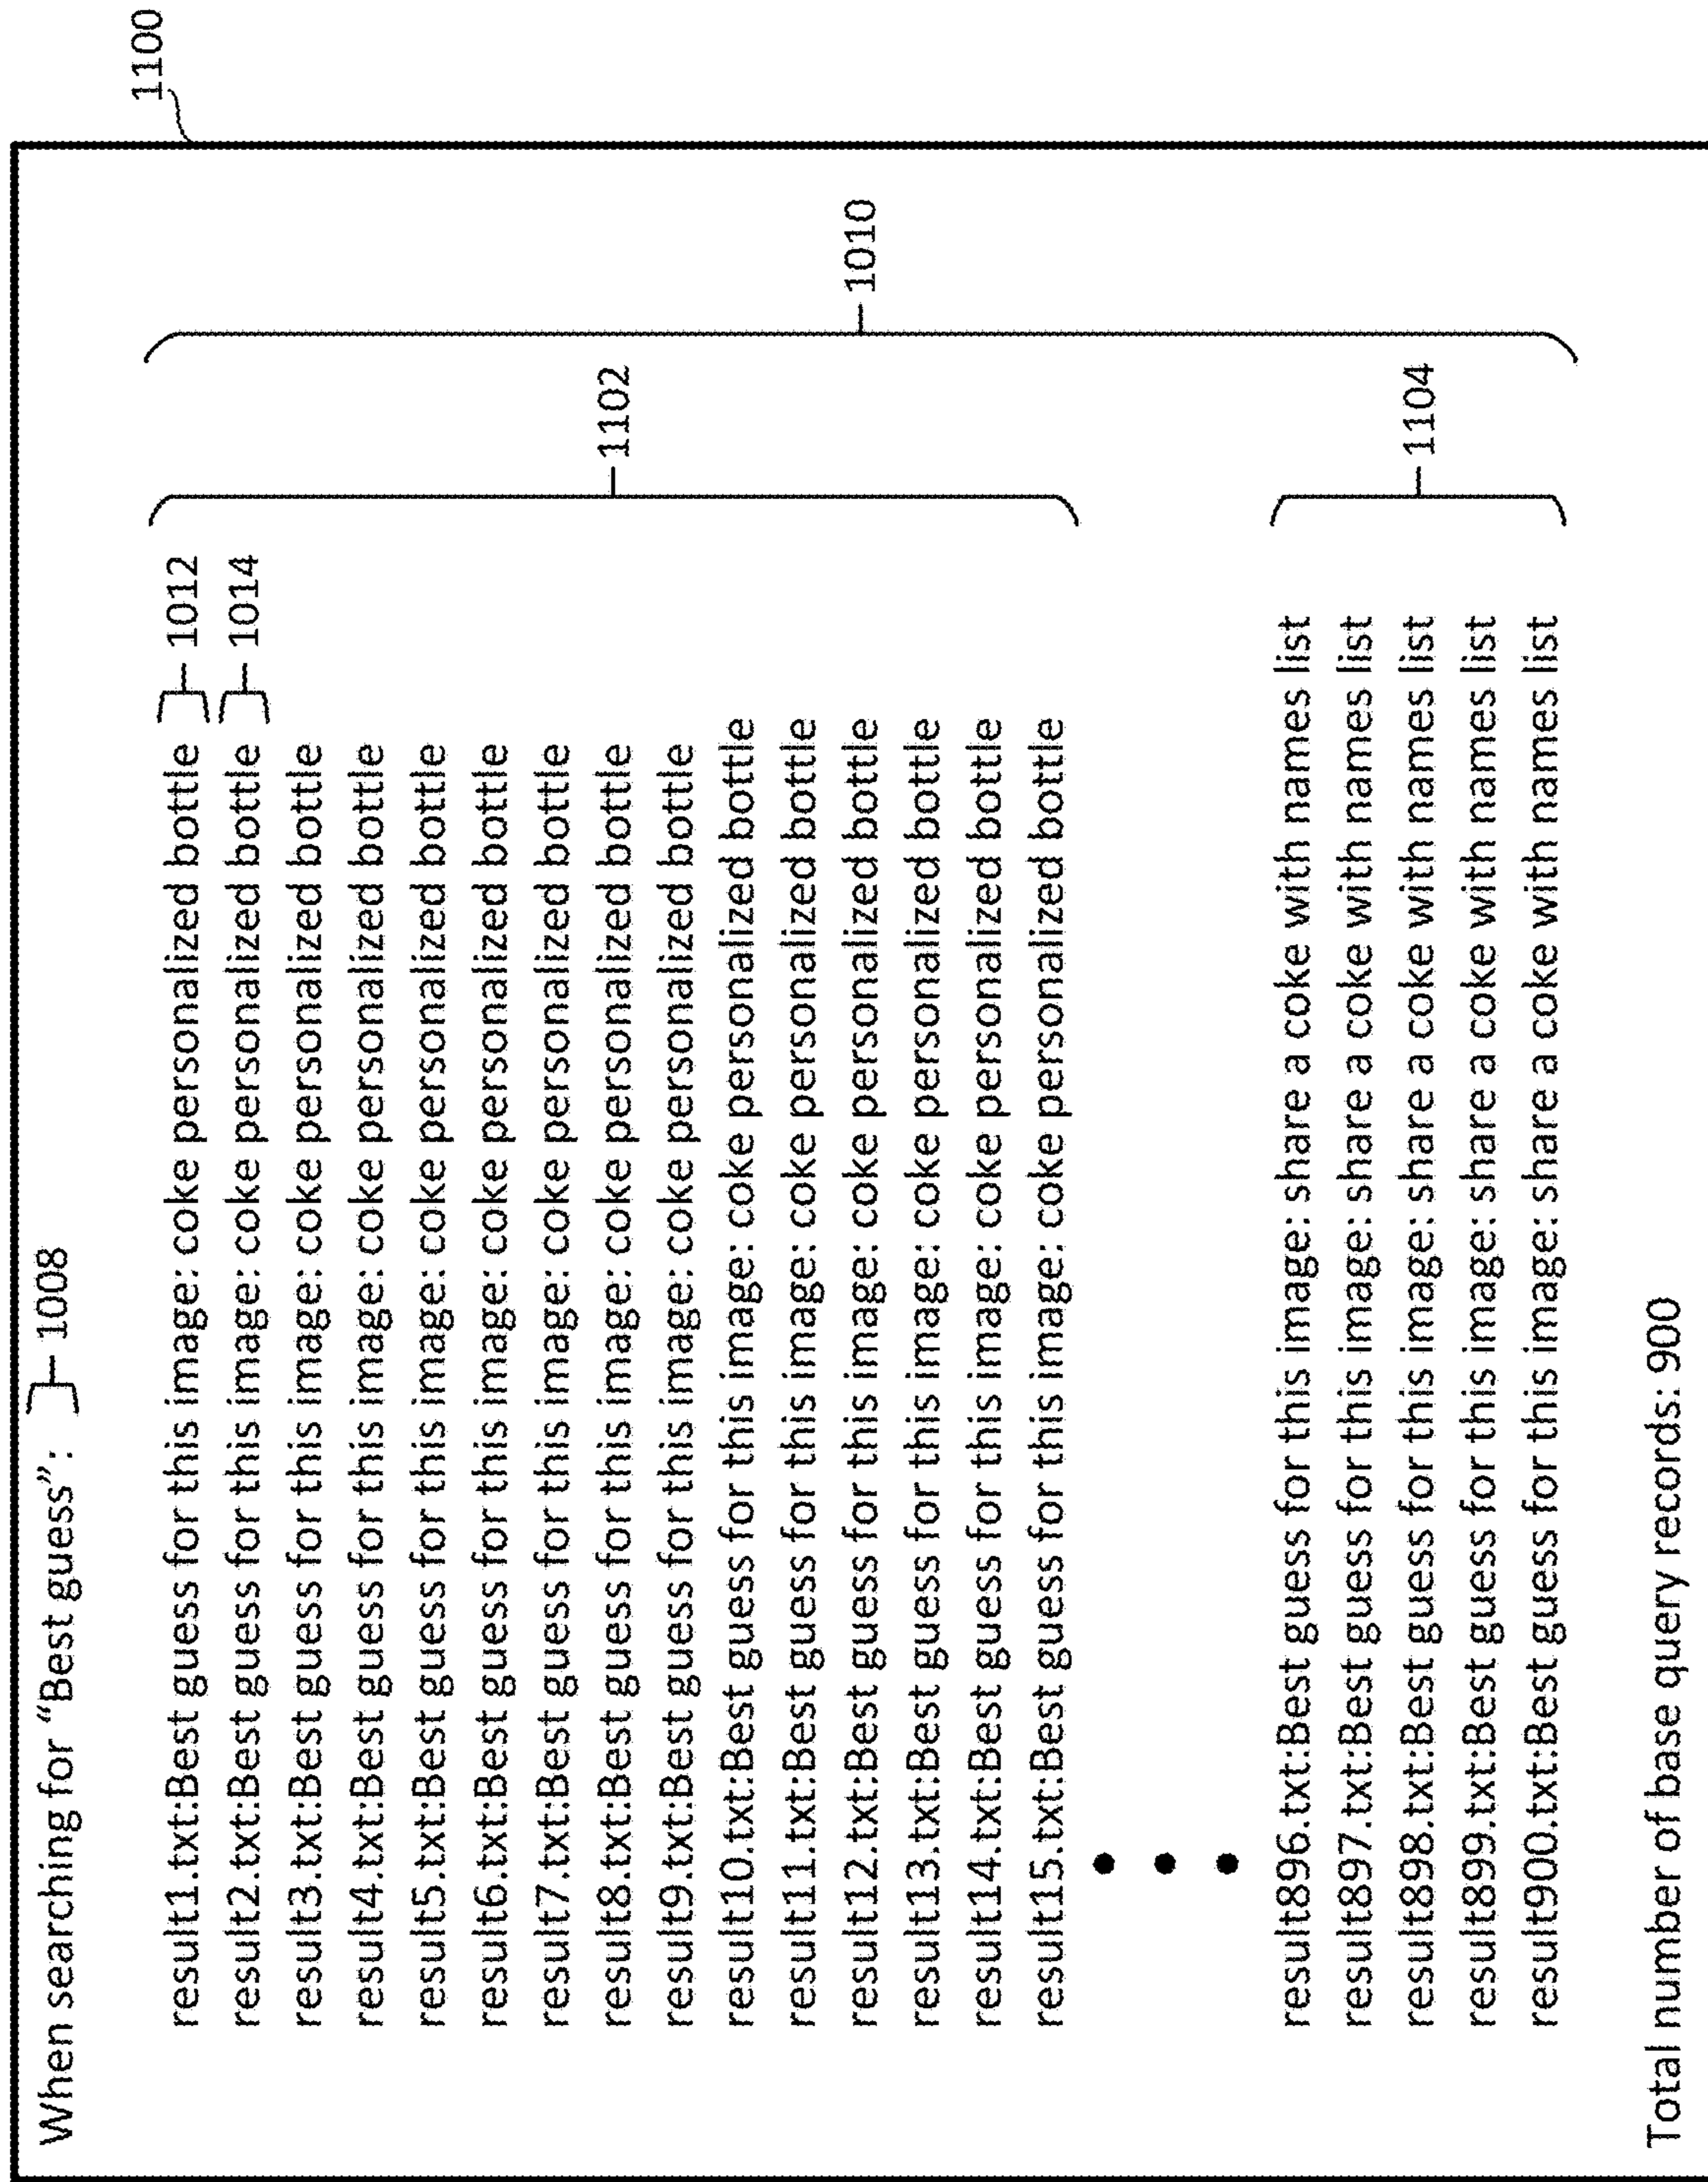 1100
When searching for “Best guess”: 1008
result1.txt:Best guess for this image: coke personalized bottle 1012
result2.txt:Best guess for this image: coke personalized bottle 1014
result3.txt:Best guess for this image: coke personalized bottle
result4.txt:Best guess for this image: coke personalized bottle
result5.txt:Best guess for this image: coke personalized bottle
result6.txt:Best guess for this image: coke personalized bottle
result7.txt:Best guess for this image: coke personalized bottle
result8.txt:Best guess for this image: coke personalized bottle
result9.txt:Best guess for this image: coke personalized bottle
result10.txt:Best guess for this image: coke personalized bottle
result11.txt:Best guess for this image: coke personalized bottle
result12.txt:Best guess for this image: coke personalized bottle
result13.txt:Best guess for this image: coke personalized bottle
result14.txt:Best guess for this image: coke personalized bottle
result15.txt:Best guess for this image: coke personalized bottle
1102
1010
result896.txt:Best guess for this image: share a coke with names list
result897.txt:Best guess for this image: share a coke with names list
result898.txt:Best guess for this image: share a coke with names list
result899.txt:Best guess for this image: share a coke with names list
result900.txt:Best guess for this image: share a coke with names list
1104
Total number of base query records: 900